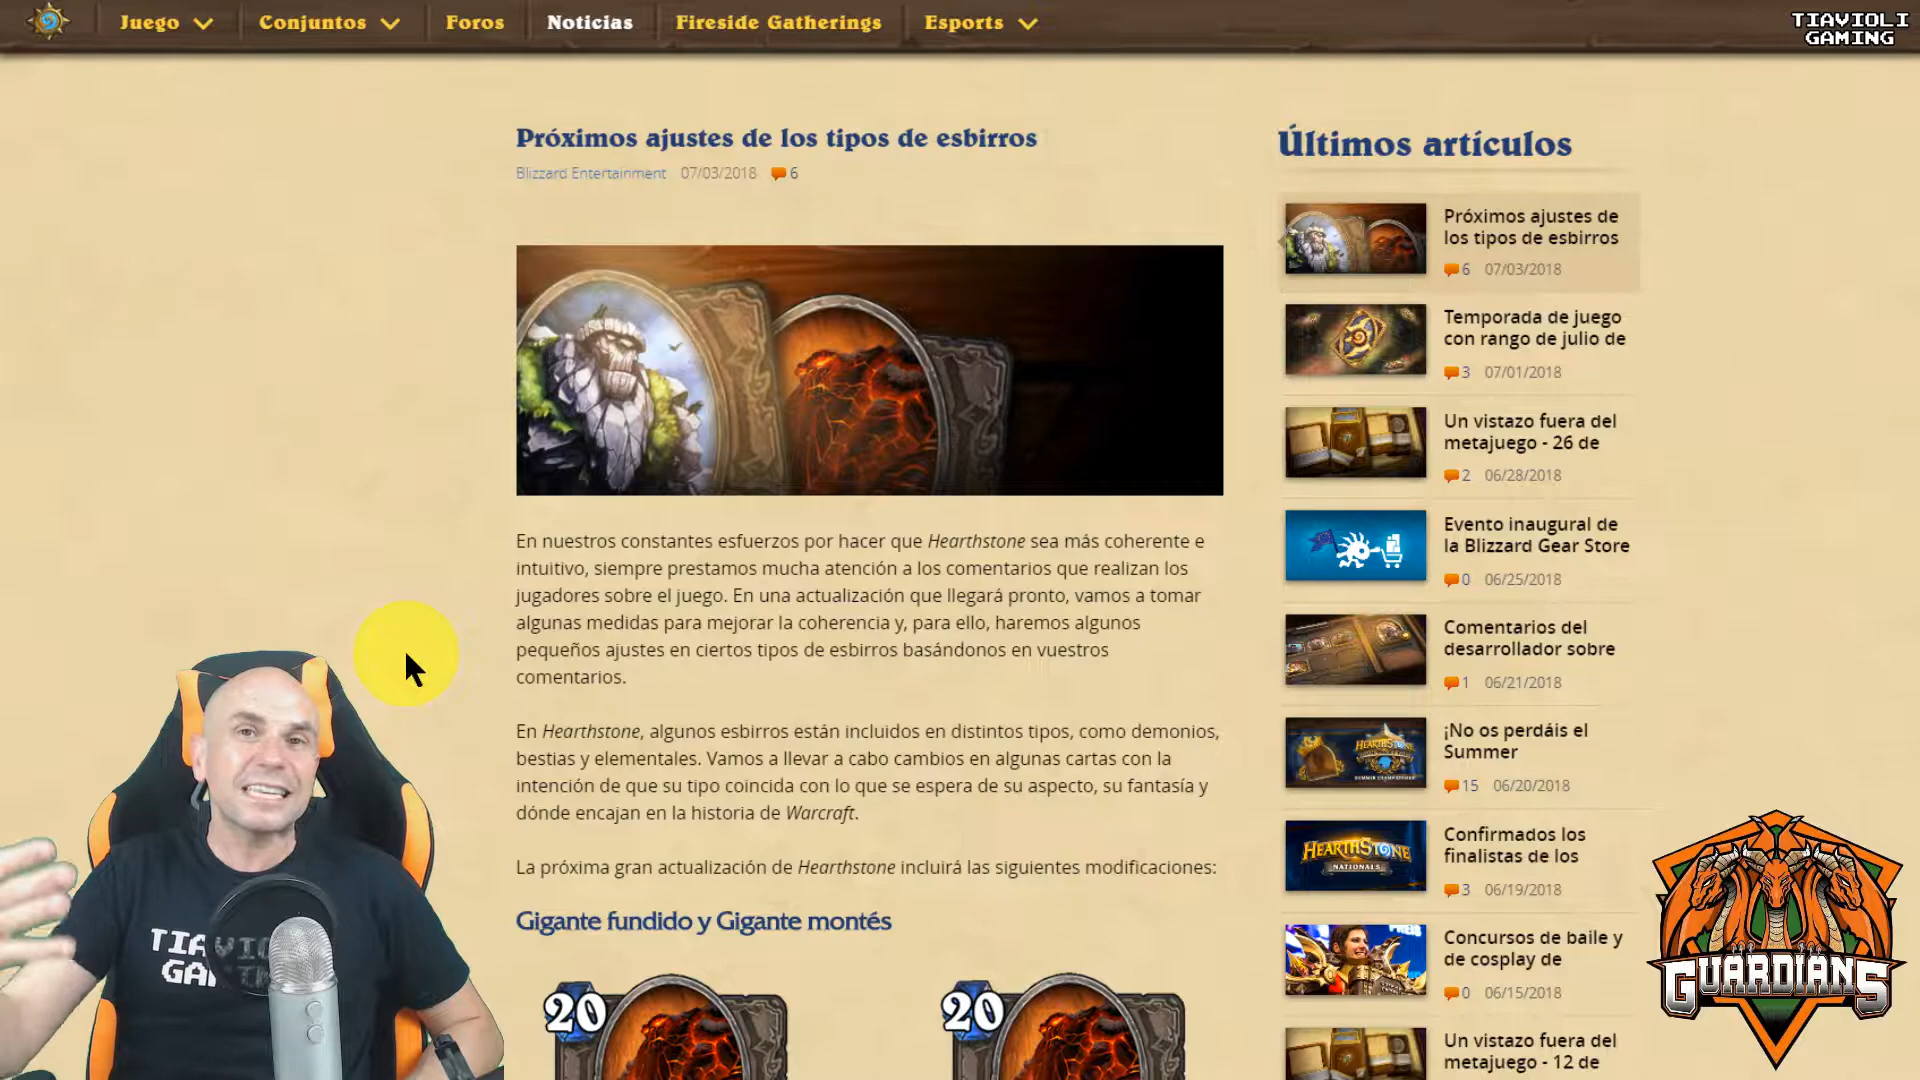 Juego
Conjuntos
Foros
Noticias
Fireside Gatherings
Esports
TIAVIOLI
GAMING
Próximos ajustes de los tipos de esbirros
Blizzard Entertainment 07/03/2018 6
En nuestros constantes esfuerzos por hacer que Hearthstone sea más coherente e
intuitivo, siempre prestamos mucha atención a los comentarios que realizan los
jugadores sobre el juego. En una actualización que llegará pronto, vamos a tomar
algunas medidas para mejorar la coherencia y, para ello, haremos algunos
pequeños ajustes en ciertos tipos de esbirros basándonos en vuestros
comentarios.
En Hearthstone, algunos esbirros están incluidos en distintos tipos, como demonios,
bestias y elementales. Vamos a llevar a cabo cambios en algunas cartas con la
intención de que su tipo coincida con lo que se espera de su aspecto, su fantasía y
dónde encajan en la historia de Warcraft.
La próxima gran actualización de Hearthstone incluirá las siguientes modificaciones:
Gigante fundido y Gigante montés
20
20
Últimos artículos
Próximos ajustes de
los tipos de esbirros
6 07/03/2018
Temporada de juego
con rango de julio de
3 07/01/2018
Un vistazo fuera del
metajuego - 26 de
2 06/28/2018
Evento inaugural de
la Blizzard Gear Store
0 06/25/2018
Comentarios del
desarrollador sobre
1 06/21/2018
¡No os perdáis el
Summer
15 06/20/2018
HEARTHSTONE
Confirmados los
finalistas de los
3 06/19/2018
HEARTHSTONE
NATIONALS
Concursos de baile y
de cosplay de
0 06/15/2018
Un vistazo fuera del
metajuego - 12 de
GUARDIANS